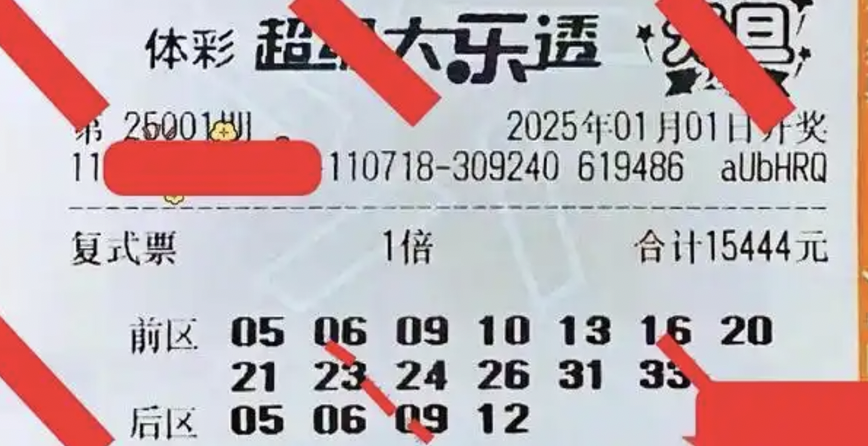 体彩 超级大乐透 元旦
第 25001期 2025年01月01日开奖
11 110718-309240 619486 aUbHRQ
复式票 1倍 合计15444元
前区 05 06 09 10 13 16 20
21 23 24 26 31 33
后区 05 06 09 12